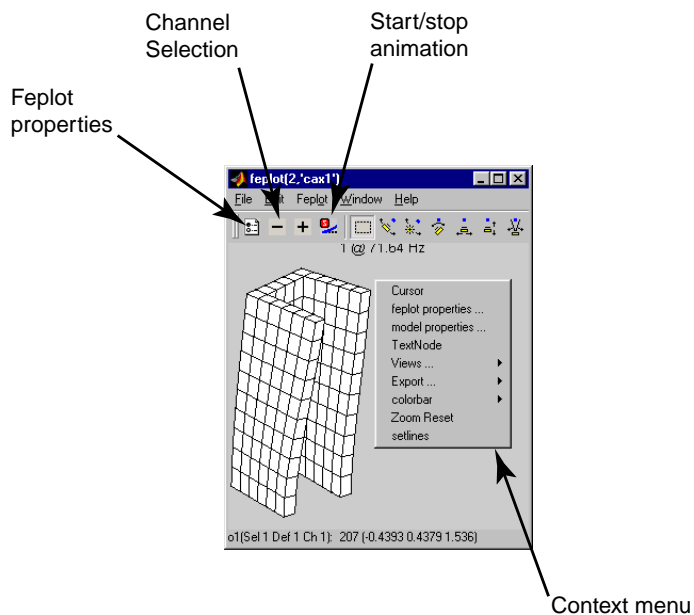 Channel
Selection
Start/stop
animation
Feplot
properties
feplot(2,'cax1')
File Edit Feplot Window Help
1 @ 71.64 Hz
Cursor
feplot properties ...
model properties ...
TextNode
Views ...
Export ...
colorbar
Zoom Reset
setlines
o1(Sel 1 Def 1 Ch 1): 207 (-0.4393 0.4379 1.536)
Context menu